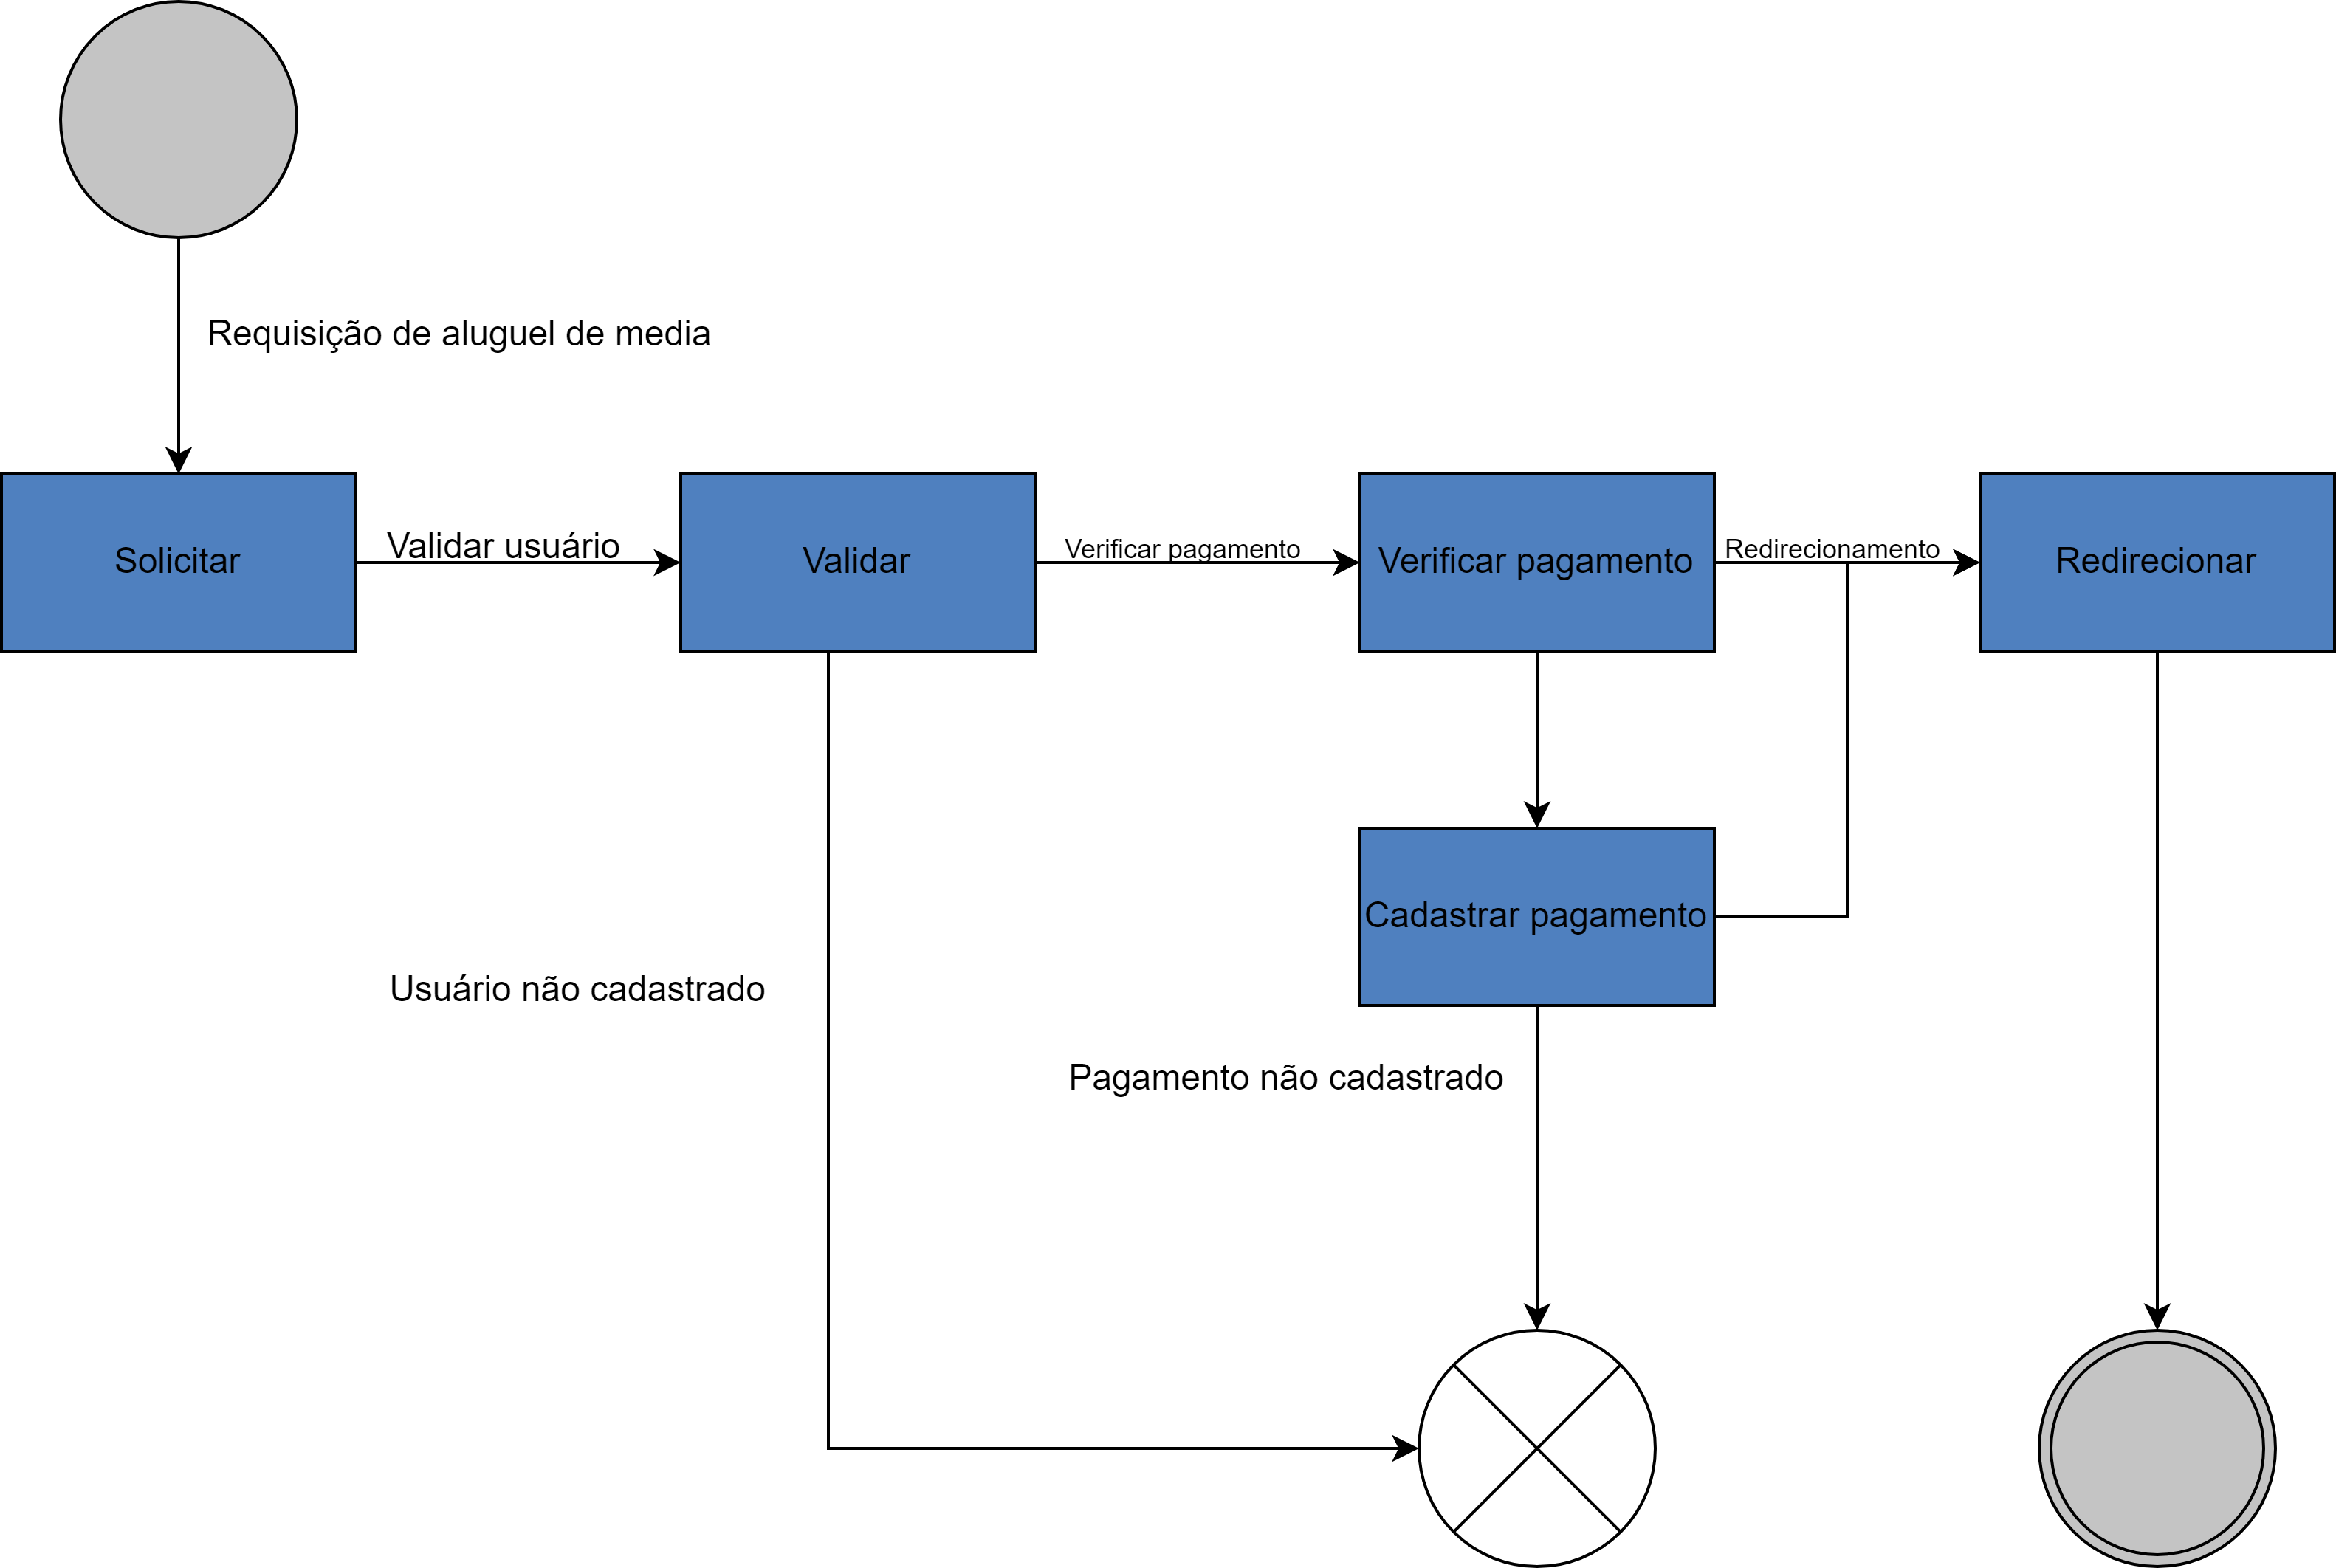 Requisição de aluguel de media
Solicitar
Validar usuário
Validar
Verificar pagamento
Verificar pagamento
Redirecionamento
Redirecionar
Cadastrar pagamento
Usuário não cadastrado
Pagamento não cadastrado